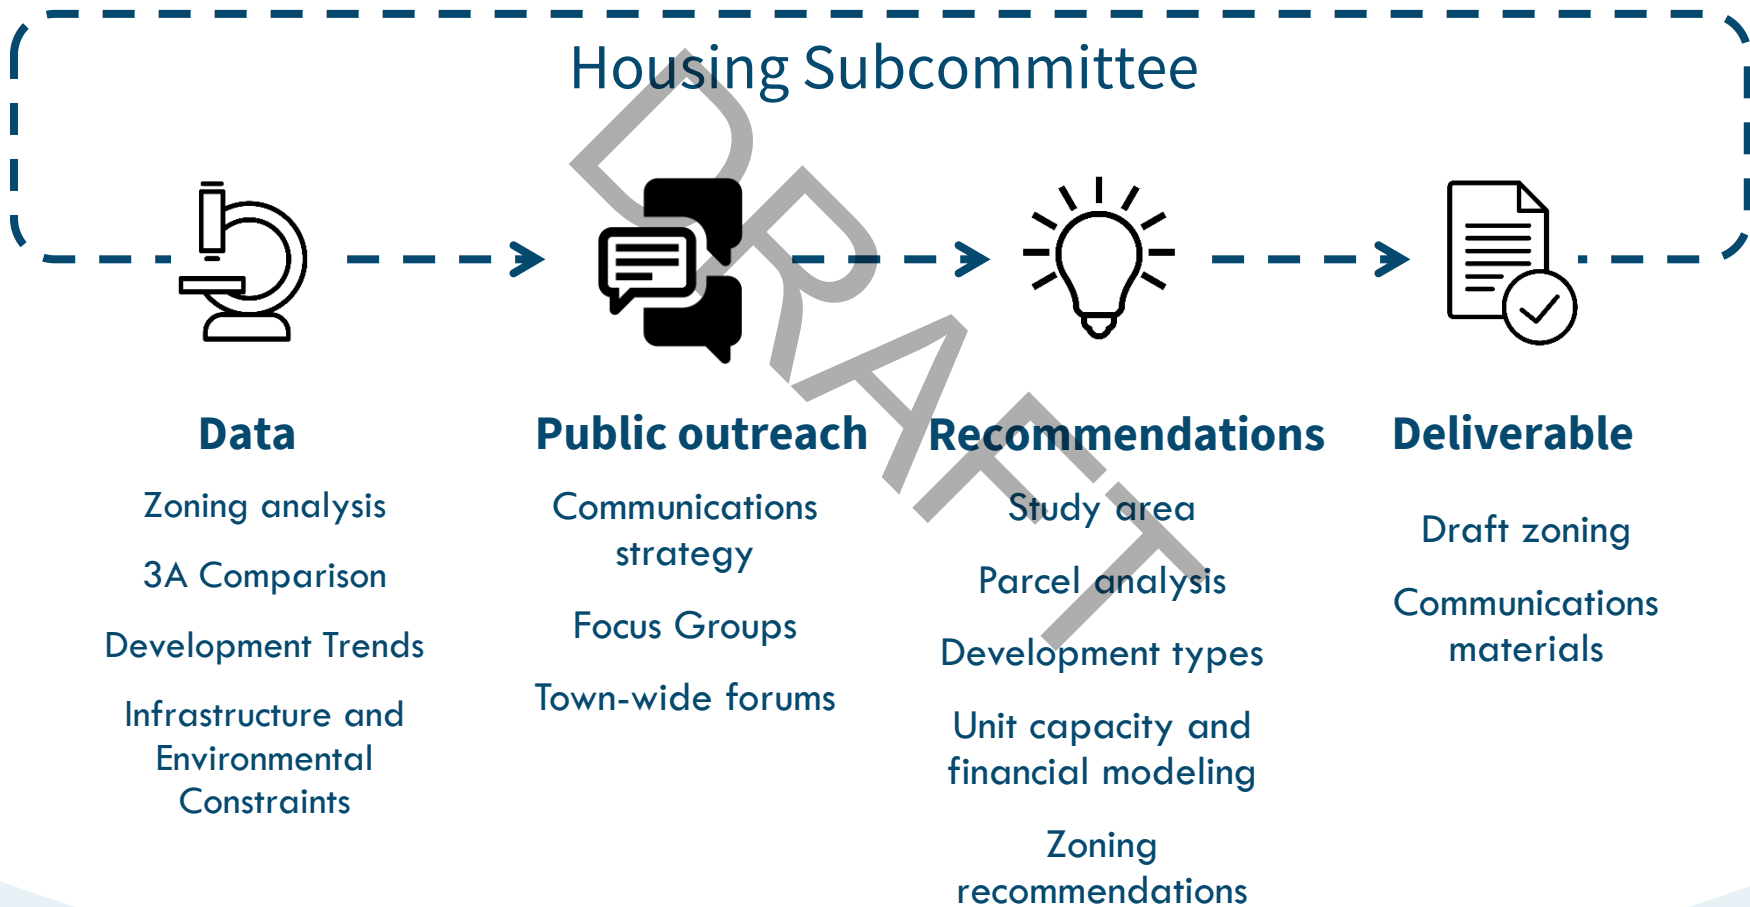 Housing Subcommittee
DRAFT
Data
Zoning analysis
3A Comparison
Development Trends
Infrastructure and
Environmental
Constraints
Public outreach
Communications
strategy
Focus Groups
Town-wide forums
Recommendations
Study area
Parcel analysis
Development types
Unit capacity and
financial modeling
Zoning
recommendations
Deliverable
Draft zoning
Communications
materials